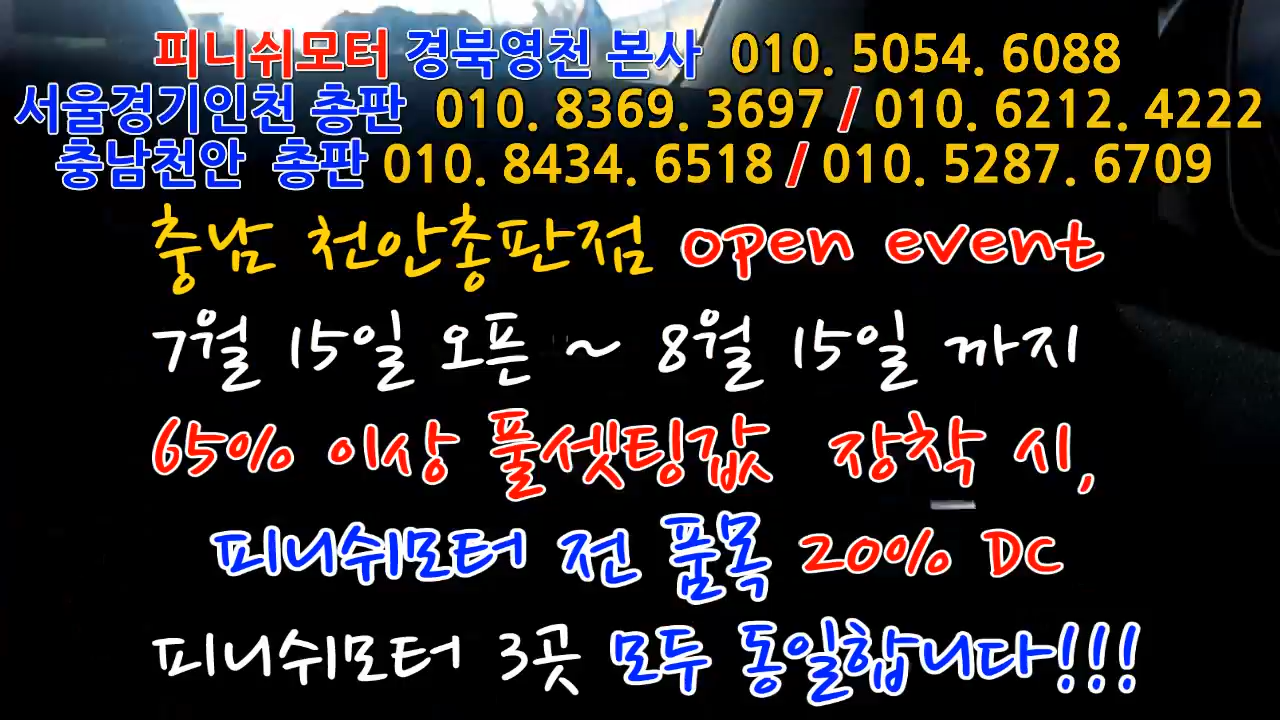 피니쉬모터 경북영천 본사 010. 5054. 6088
서울경기인천 총판 010. 8369. 3697 / 010. 6212. 4222
충남천안 총판 010. 8434. 6518 / 010. 5287. 6709
충남 천안총판점 open event
7월 15일 오픈 ~ 8월 15일 까지
65% 이상 풀셋팅값 장착 시,
피니쉬모터 전 품목 20% DC
피니쉬모터 3곳 모두 동일합니다!!!